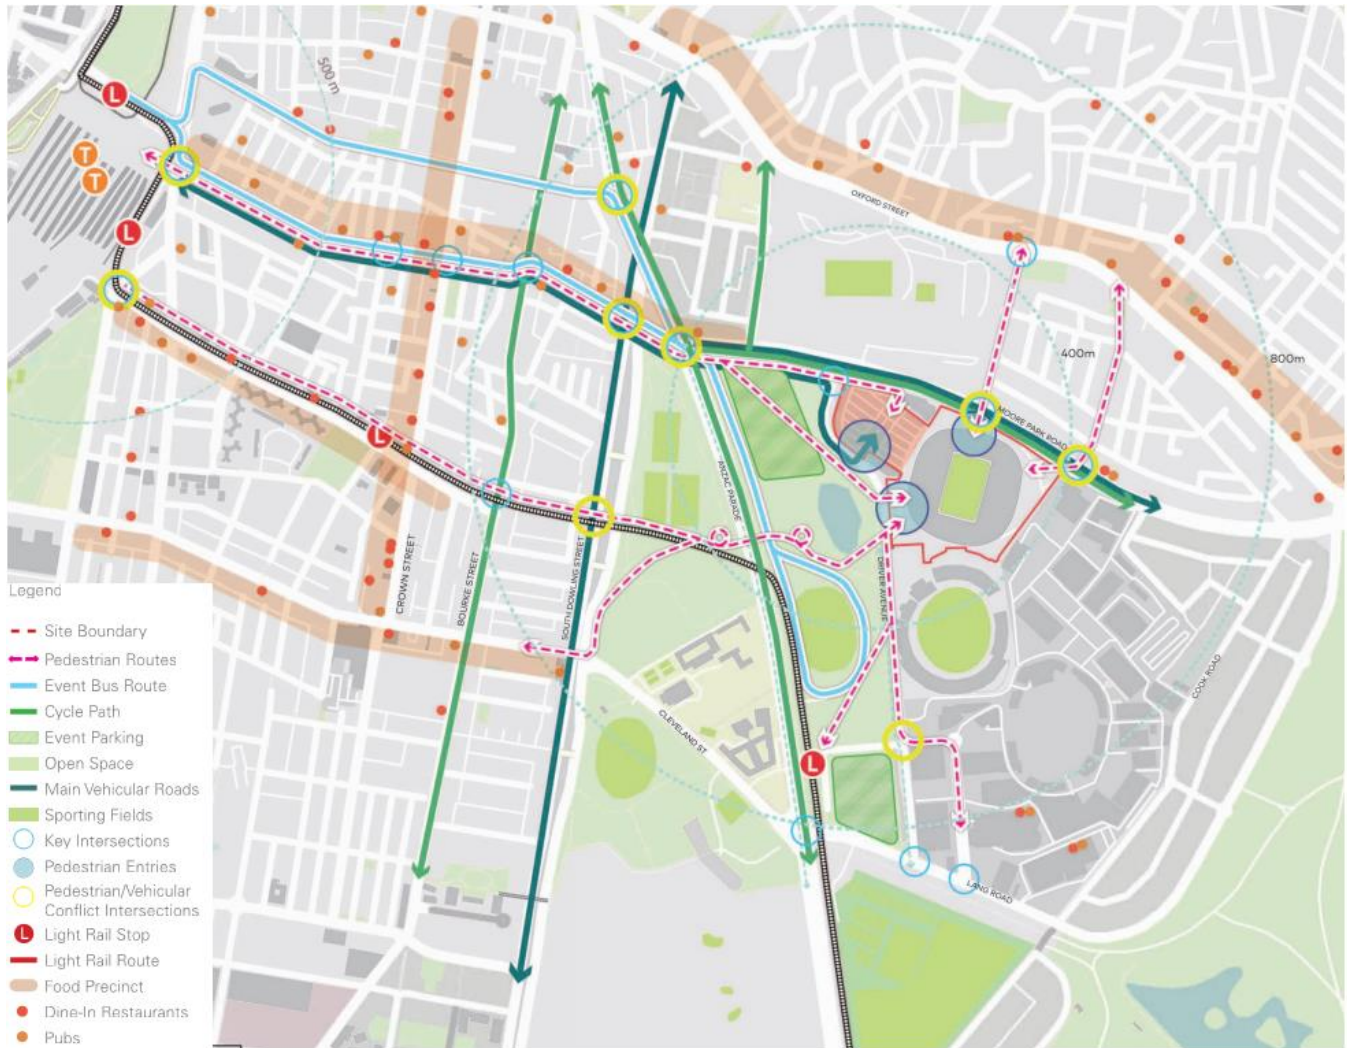 500 m
L
T
T
L
OXFORD STREET
400m
800m
MOORE PARK ROAD
L
ANZAC PARADE
CROWN STREET
BOURKE STREET
SOUTH DOWLING STREET
DRIVER AVENUE
COOK ROAD
CLEVELAND ST.
L
LANG ROAD
Legend
Site Boundary
Pedestrian Routes
Event Bus Route
Cycle Path
Event Parking
Open Space
Main Vehicular Roads
Sporting Fields
Key Intersections
Pedestrian Entries
Pedestrian/Vehicular
Conflict Intersections
L Light Rail Stop
Light Rail Route
Food Precinct
Dine-In Restaurants
Pubs